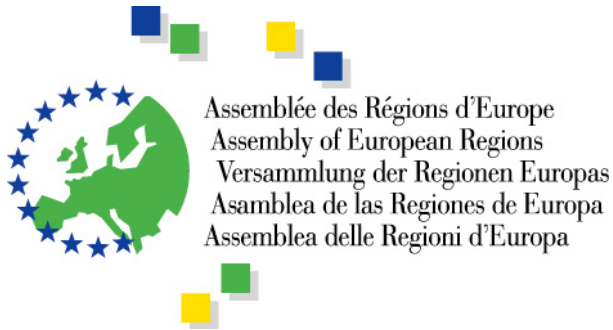 Assemblée des Régions d'Europe
Assembly of European Regions
Versammlung der Regionen Europas
Asamblea de las Regiones de Europa
Assemblea delle Regioni d'Europa